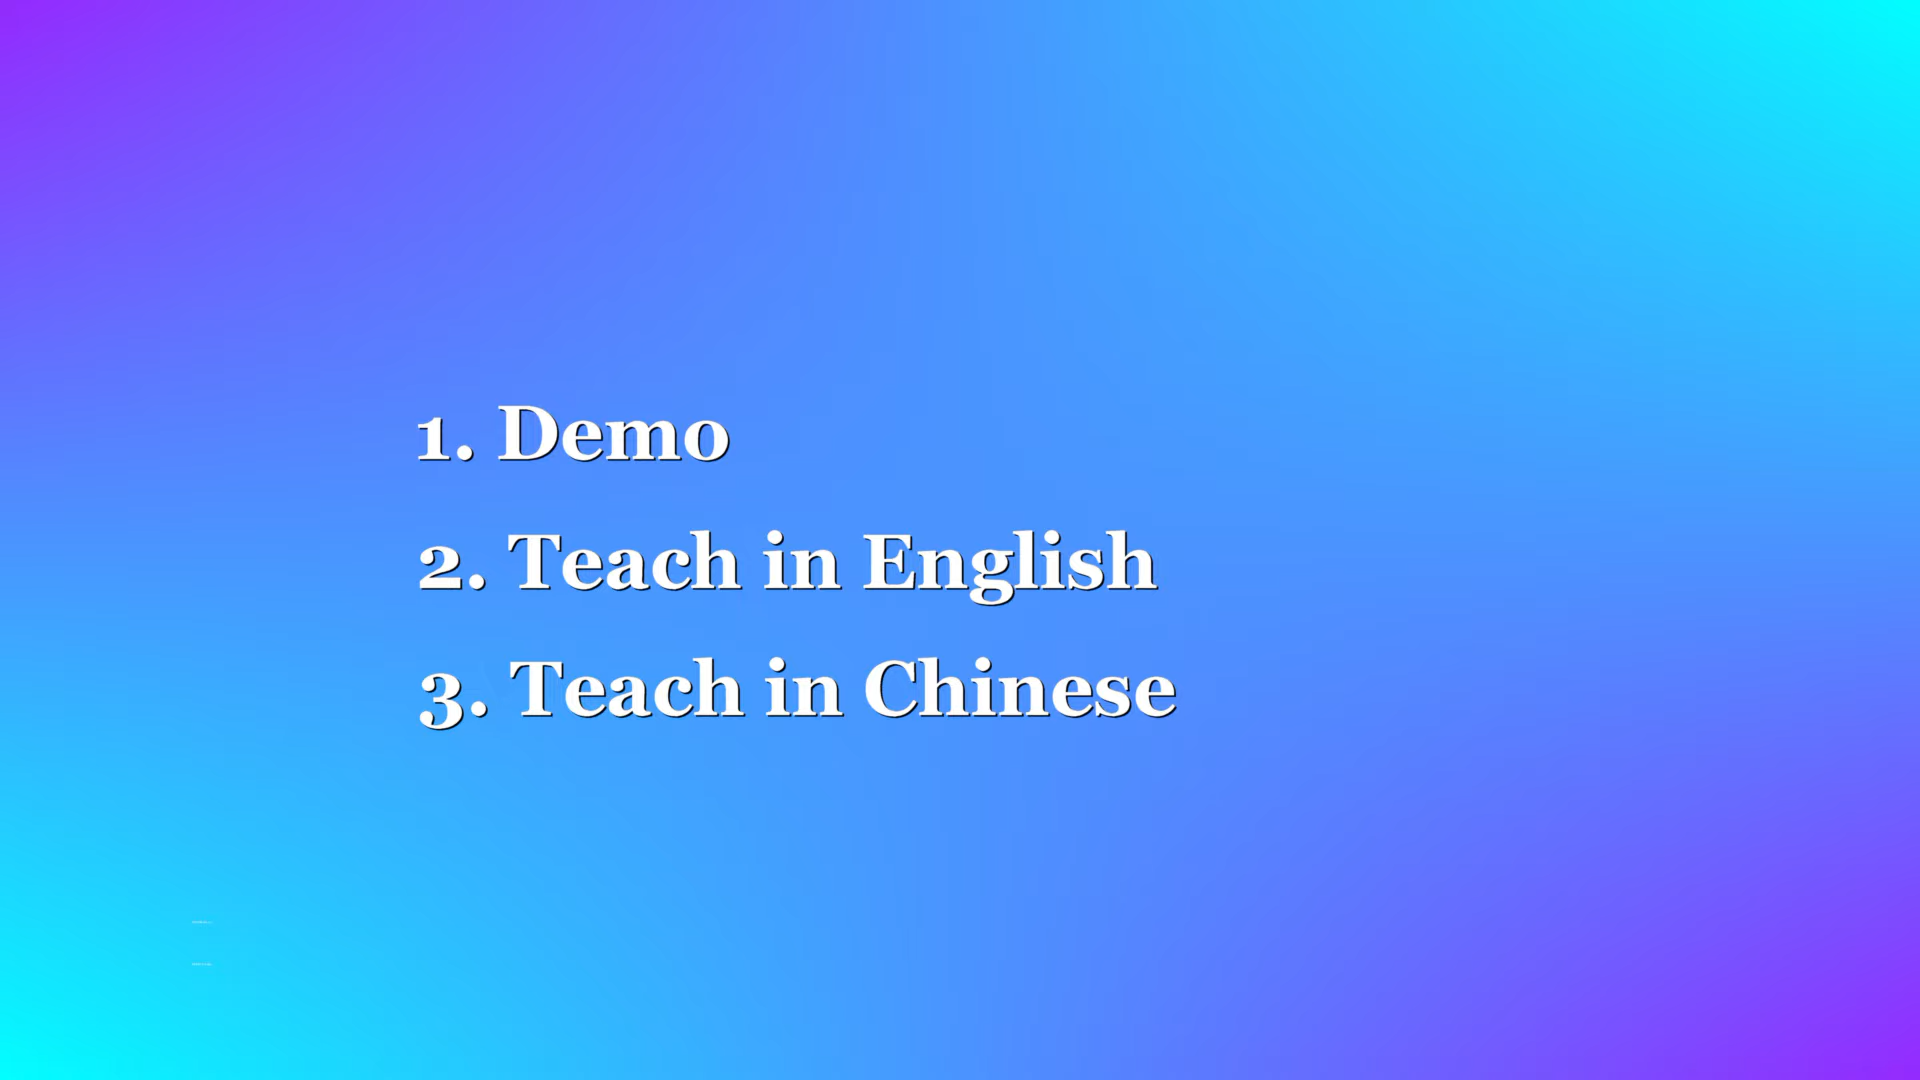 1. Demo
2. Teach in English
3. Teach in Chinese